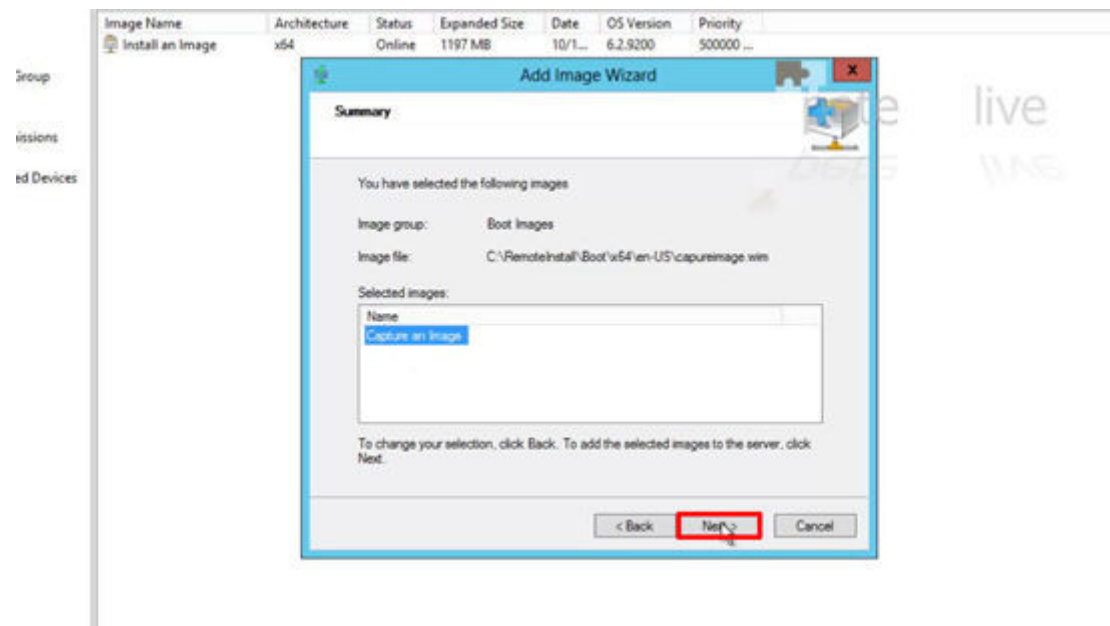 Image Name Architecture Status Expanded Size Date OS Version Priority
Install an Image x64 Online 1197 MB 10/1... 6.2.9200 500000 ...
Group
issions
ed Devices
Add Image Wizard
x
live
Summary
You have selected the following images
Image group: Boot Images
Image file: C:\RemoteInstall\Boot\x64\en-US\capureimage.wim
Selected images:
Name
Capture an Image
To change your selection, click Back. To add the selected images to the server, click
Next.
< Back Next > Cancel